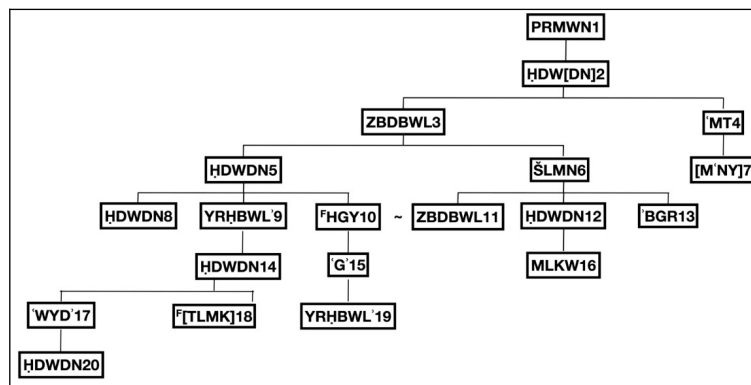 PRMWN1
ḤDW[DN]2
ZBDBWL3 ʿMT4
ḤDWDN5 ŠLMN6 [MʿNY]7
ḤDWDN8 YRḤBWLʾ9 ᶠHGY10 ~ ZBDBWL11 ḤDWDN12 ʾBGR13
ḤDWDN14 ʿGʾ15 MLKW16
ʿWYDʾ17 ᶠ[TLMK]18 YRḤBWLʾ19
ḤDWDN20